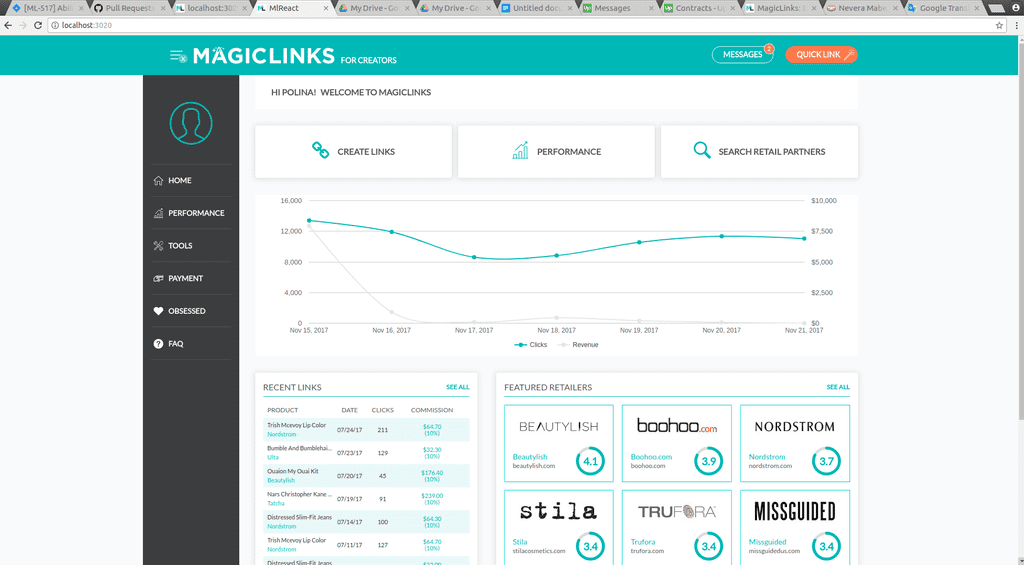 [ML-S17] Abili
Pull Requests
localhost:302
MlReact
My Drive - Go
My Drive - Go
Untitled docu
Messages
Contracts - U
MagicLinks:
Nevera Mabe
Google Trans
localhost:3020
MAGICLINKS FOR CREATORS
MESSAGES 2
QUICK LINK
HI POLINA! WELCOME TO MAGICLINKS
CREATE LINKS
PERFORMANCE
SEARCH RETAIL PARTNERS
HOME
PERFORMANCE
TOOLS
PAYMENT
OBSESSED
FAQ
16,000 $10,000
12,000 $7,500
8,000 $5,000
4,000 $2,500
0 $0
Nov 15, 2017 Nov 16, 2017 Nov 17, 2017 Nov 18, 2017 Nov 19, 2017 Nov 20, 2017 Nov 21, 2017
Clicks Revenue
RECENT LINKS SEE ALL
PRODUCT DATE CLICKS COMMISSION
Trish Mcevoy Lip Color
Nordstrom
07/24/17 211 $64.70
(10%)
Bumble And Bumblehai...
Ulta
07/23/17 129 $32.30
(10%)
Ouaion My Ouai Kit
Beautylish
07/20/17 45 $176.40
(10%)
Nars Christopher Kane ...
Tatcha
07/19/17 91 $239.00
(10%)
Distressed Slim-Fit Jeans
Nordstrom
07/14/17 100 $64.30
(10%)
Trish Mcevoy Lip Color
Nordstrom
07/11/17 127 $64.70
(10%)
Distressed Slim-Fit Jeans
FEATURED RETAILERS SEE ALL
BEAUTYLISH
Beautylish
beautylish.com
4.1
boohoo.com
Boohoo.com
boohoo.com
3.9
NORDSTROM
Nordstrom
nordstrom.com
3.7
stila
Stila
stilacosmetics.com
3.4
TRUFORA
Trufora
trufora.com
3.4
MISSGUIDED
Missguided
missguidedus.com
3.4